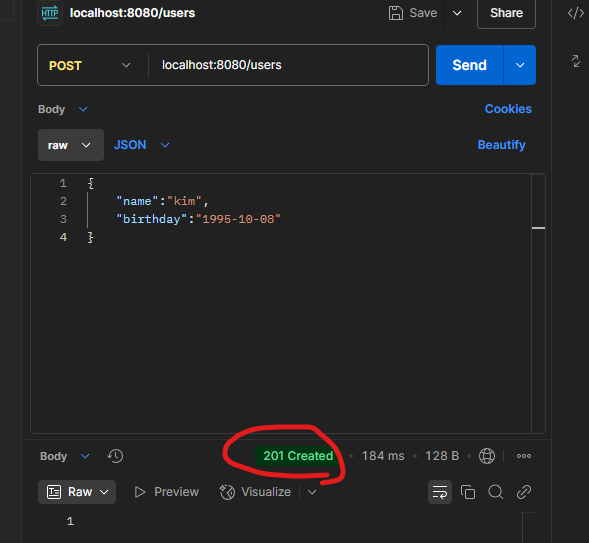 HTTP localhost:8080/users Save Share
POST localhost:8080/users Send
Body Cookies
raw JSON Beautify
1 {
2 "name":"kim",
3 "birthday":"1995-10-08"
4 }
Body 201 Created • 184 ms • 128 B
Raw Preview Visualize
1